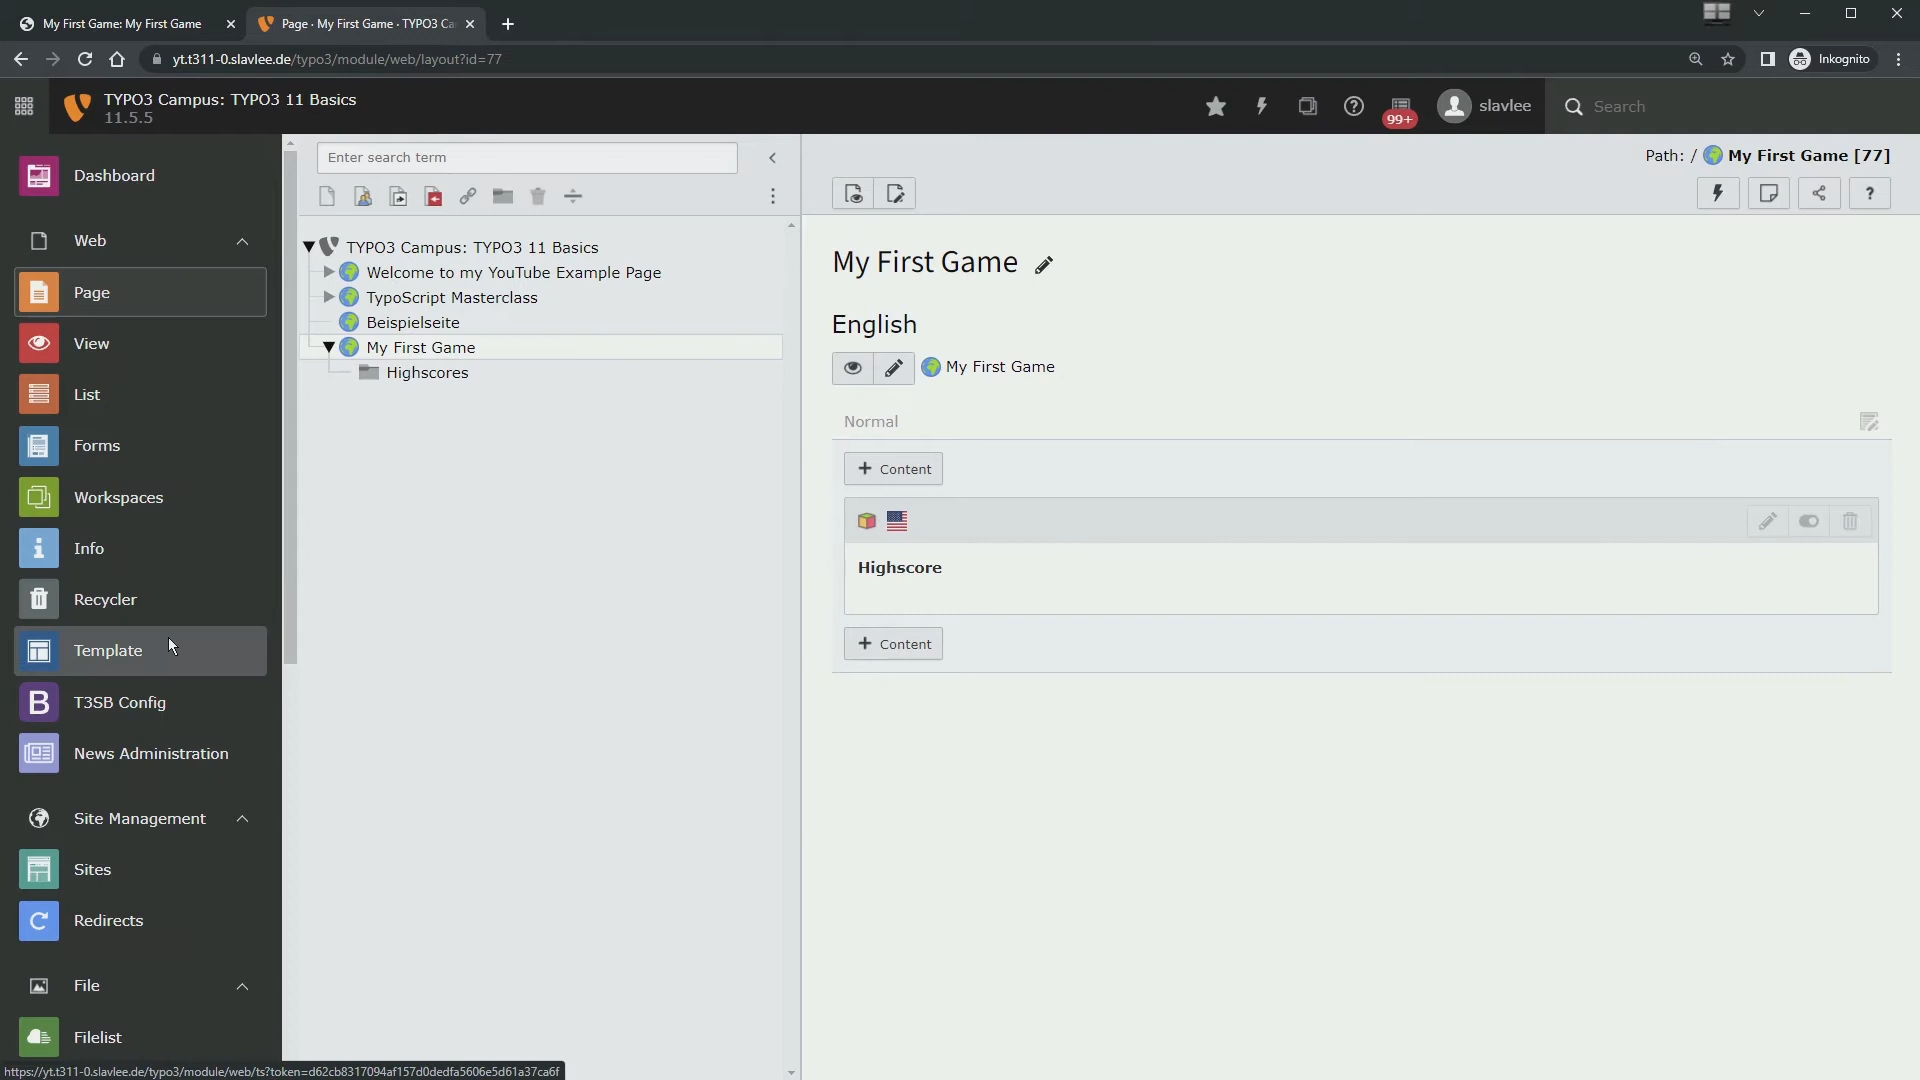 My First Game: My First Game
Page · My First Game · TYPO3 Ca
yt.t311-0.slavlee.de/typo3/module/web/layout?id=77
Inkognito
TYPO3 Campus: TYPO3 11 Basics
11.5.5
99+
slavlee
Search
Dashboard
Web
Page
View
List
Forms
Workspaces
Info
Recycler
Template
T3SB Config
News Administration
Site Management
Sites
Redirects
File
Filelist
Enter search term
TYPO3 Campus: TYPO3 11 Basics
Welcome to my YouTube Example Page
TypoScript Masterclass
Beispielseite
My First Game
Highscores
Path: / My First Game [77]
My First Game
English
My First Game
Normal
+ Content
Highscore
+ Content
https://yt.t311-0.slavlee.de/typo3/module/web/ts?token=d62cb8317094af157d0dedfa5606e5d61a37ca6f